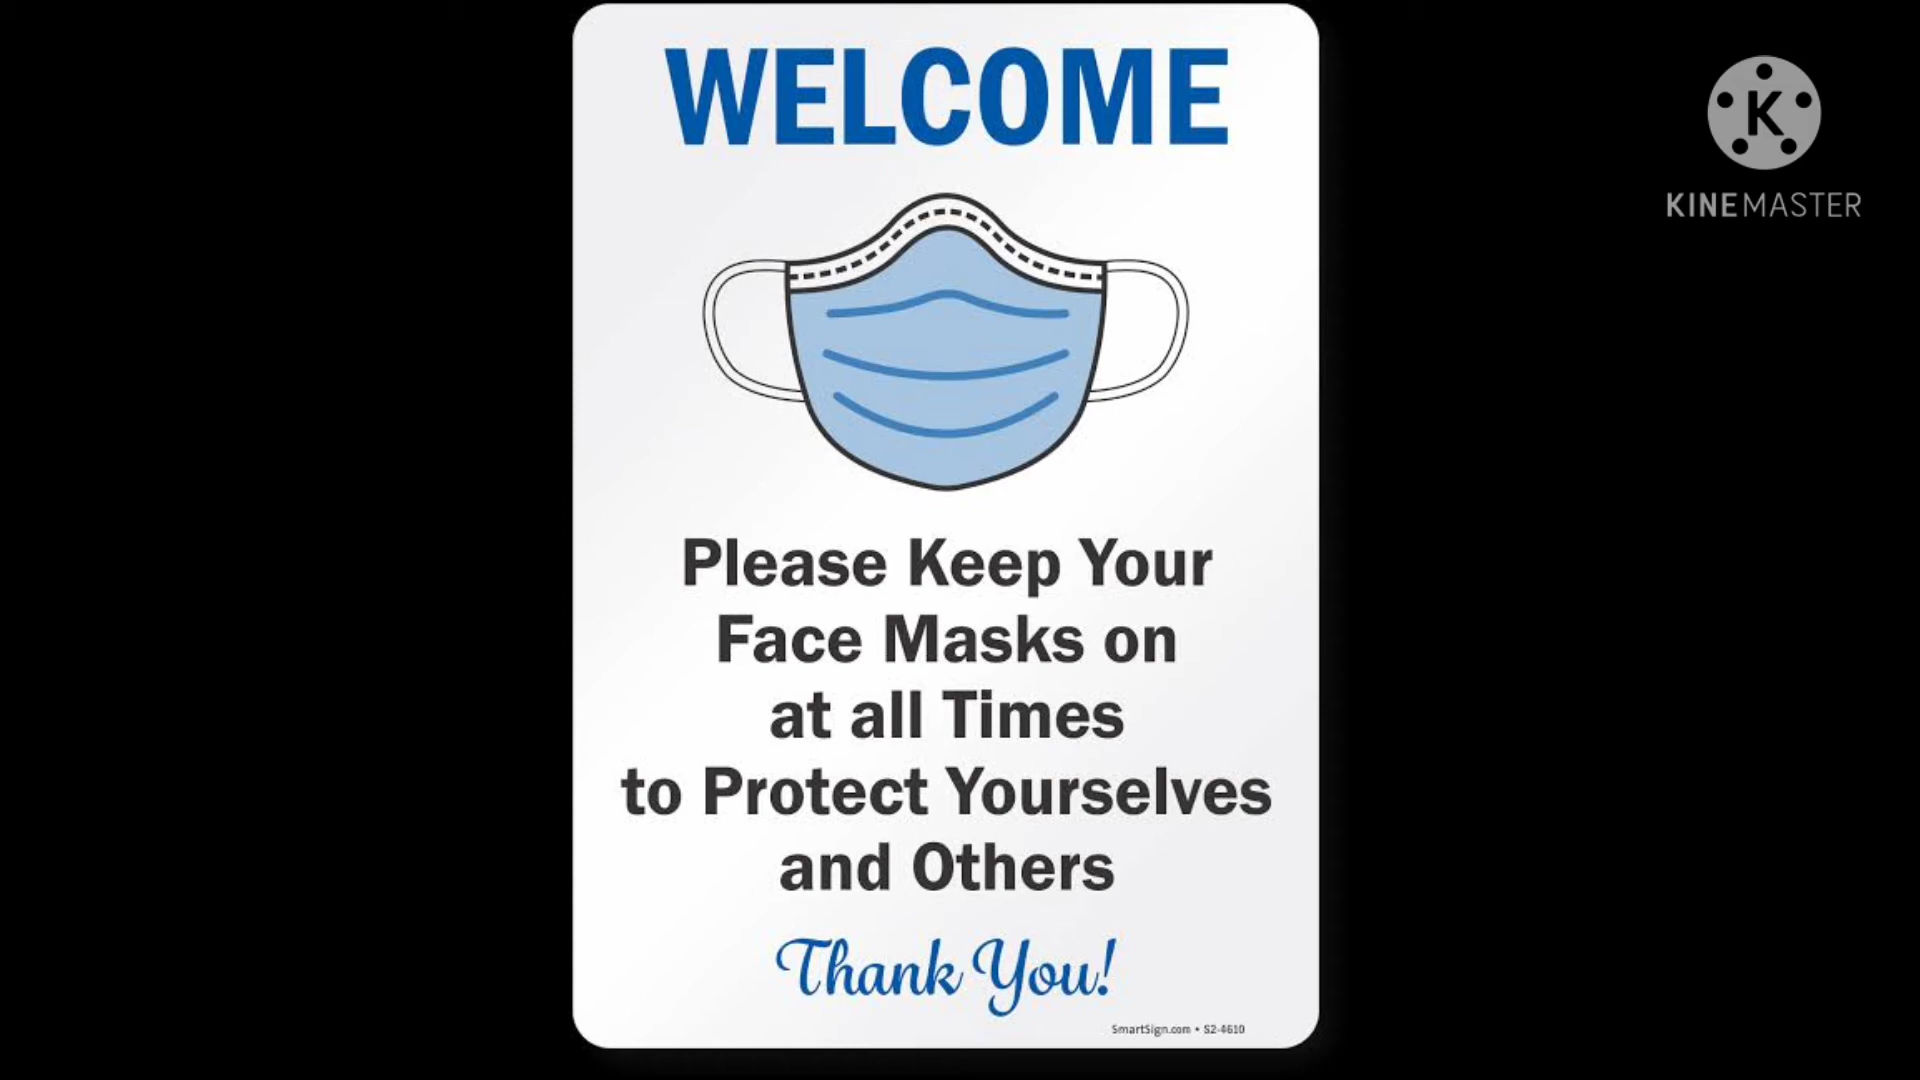 WELCOME
Please Keep Your
Face Masks on
at all Times
to Protect Yourselves
and Others
Thank You!
SmartSign.com • S2-4610
K
KINEMASTER